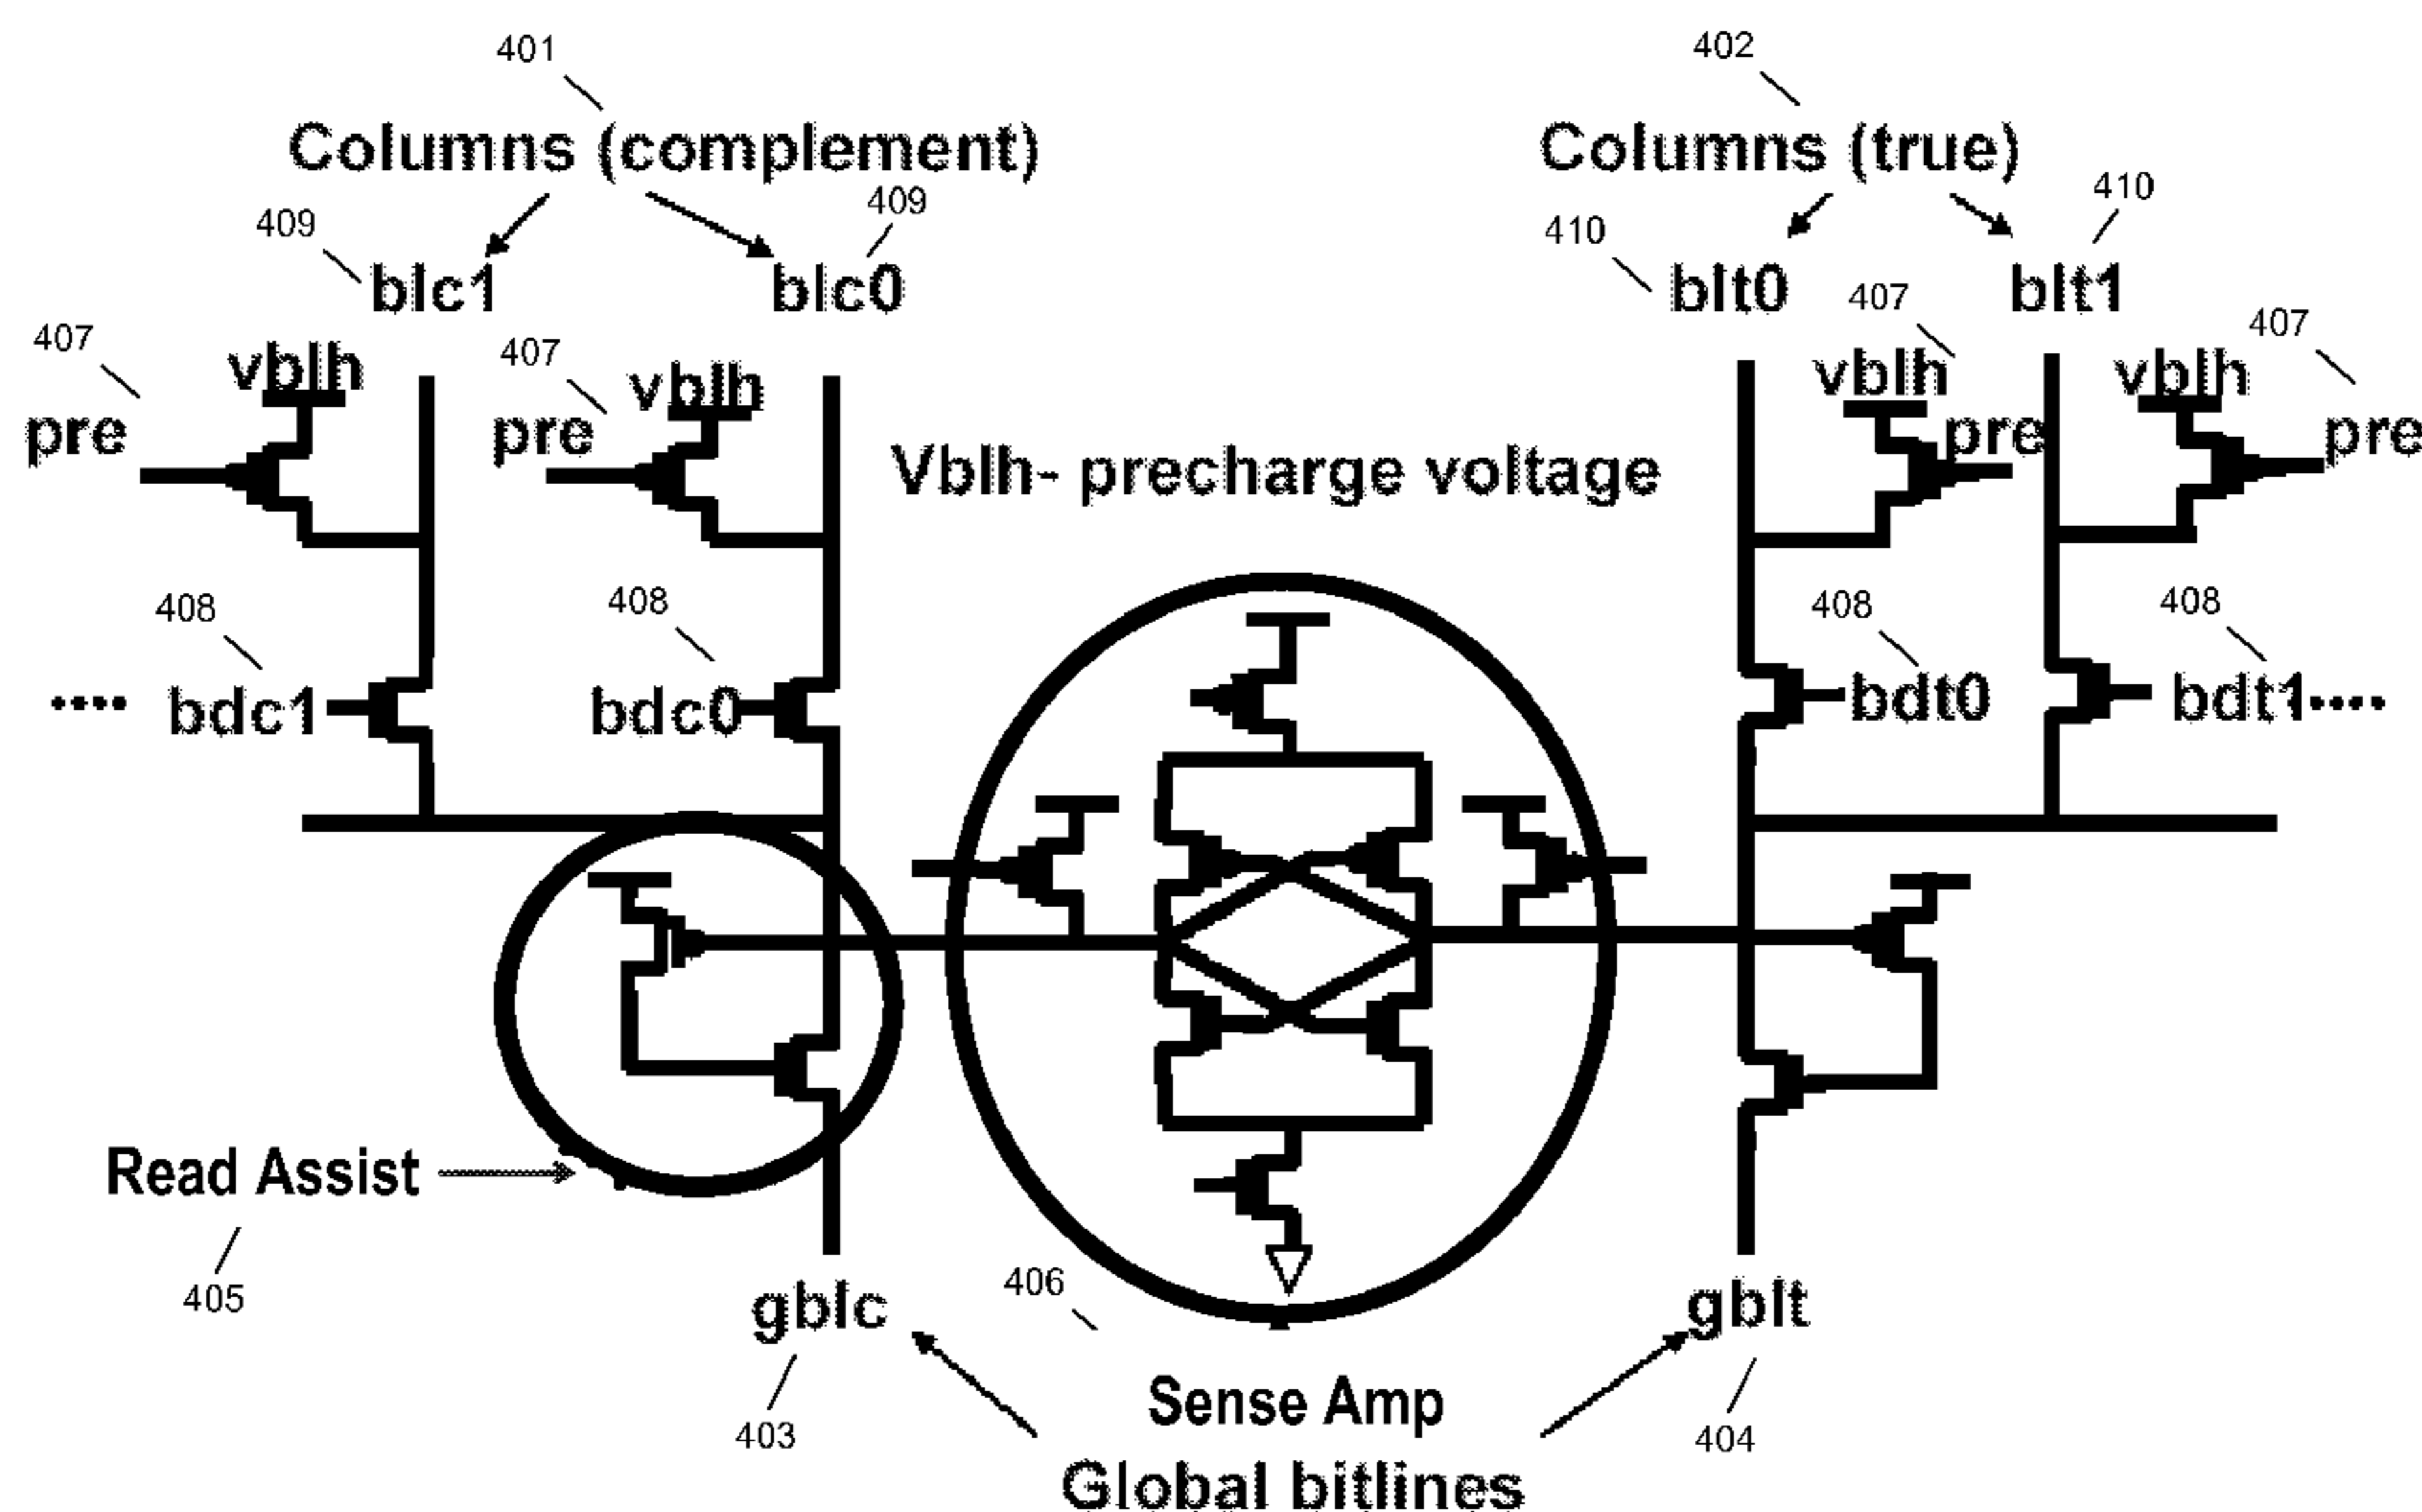 401
402
Columns (complement)
Columns (true)
409
409
410
410
blc1
blc0
blt0
blt1
407
407
407
407
vblh
vblh
vblh
vblh
pre
pre
pre
pre
Vblh- precharge voltage
408
408
408
408
.... bdc1
bdc0
bdt0
bdt1....
Read Assist
405
406
gblc
gblt
403
404
Sense Amp
Global bitlines